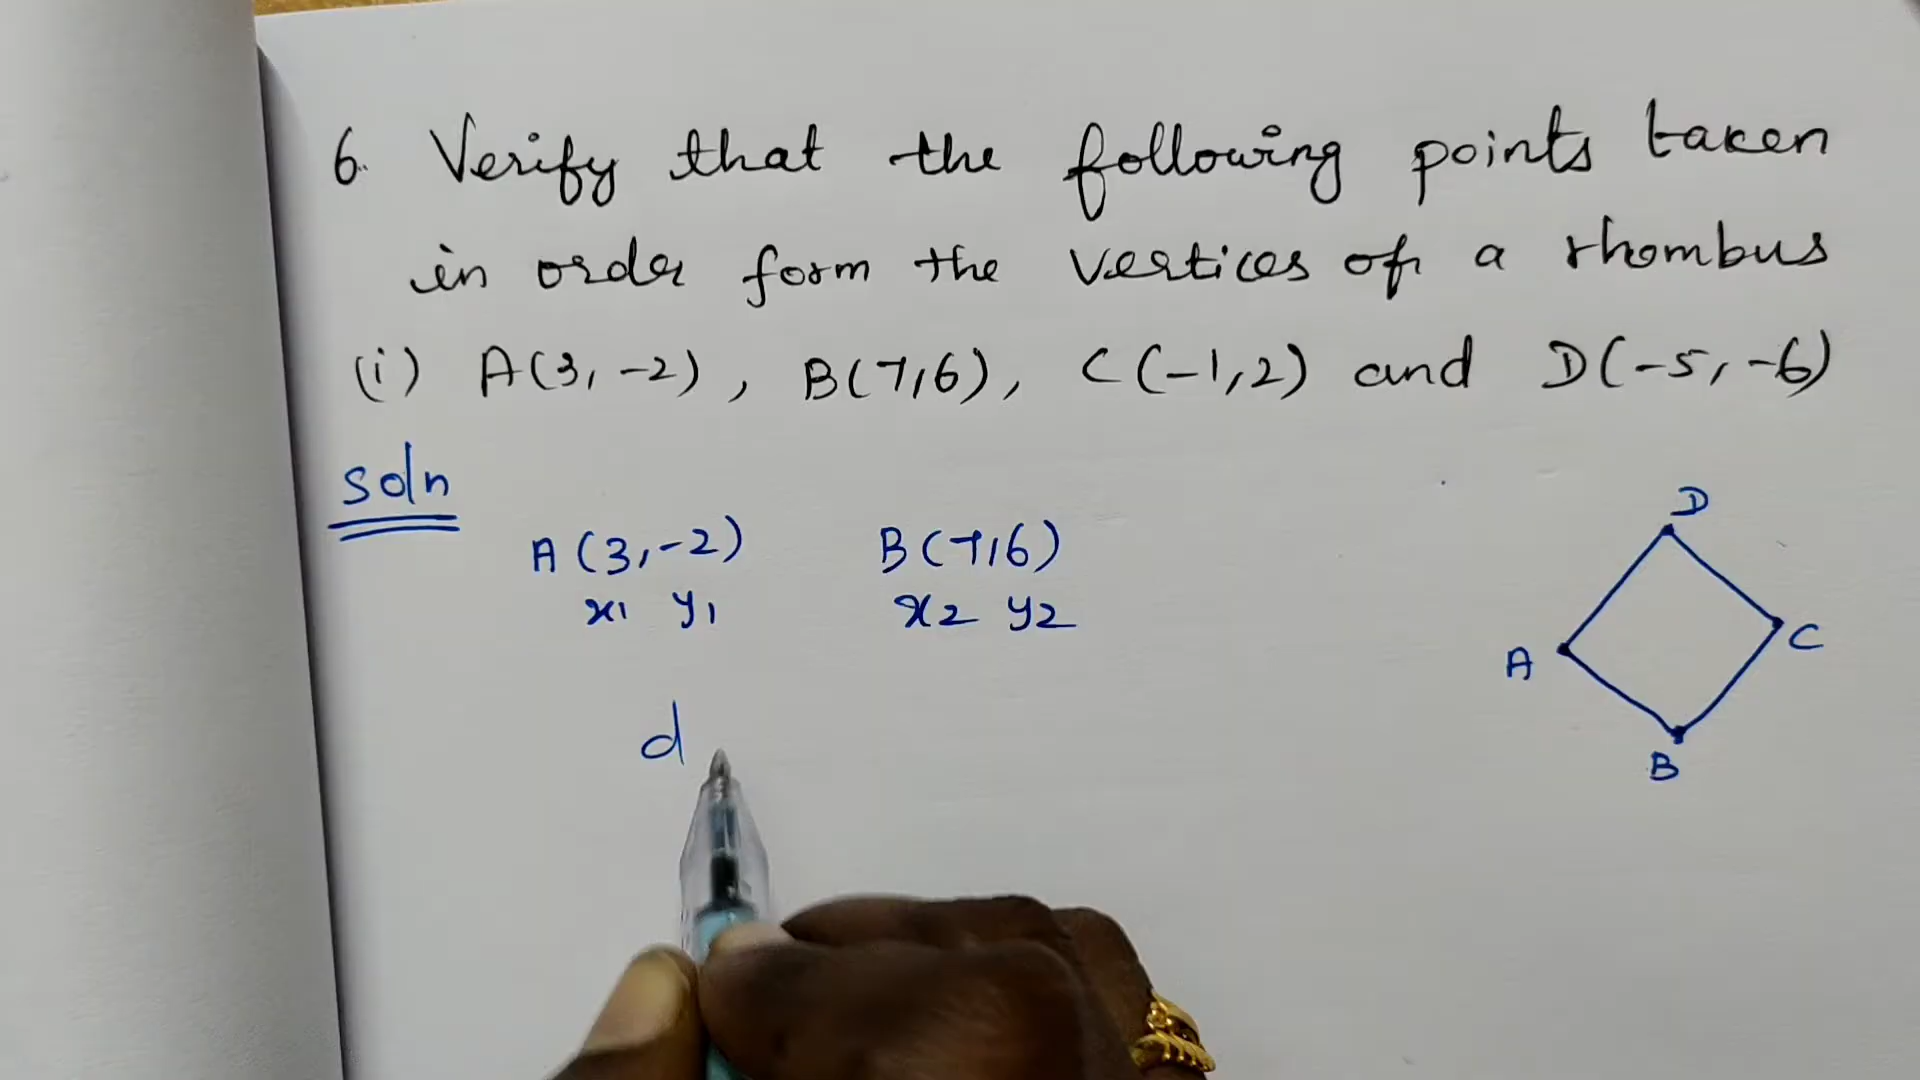 6. Verify that the following points taken
in order form the vertices of a rhombus
(i) A(3,-2), B(7,6), C(-1,2) and D(-5,-6)
soln
A(3,-2) B(7,6)
x1 y1 x2 y2
d
D
A
C
B